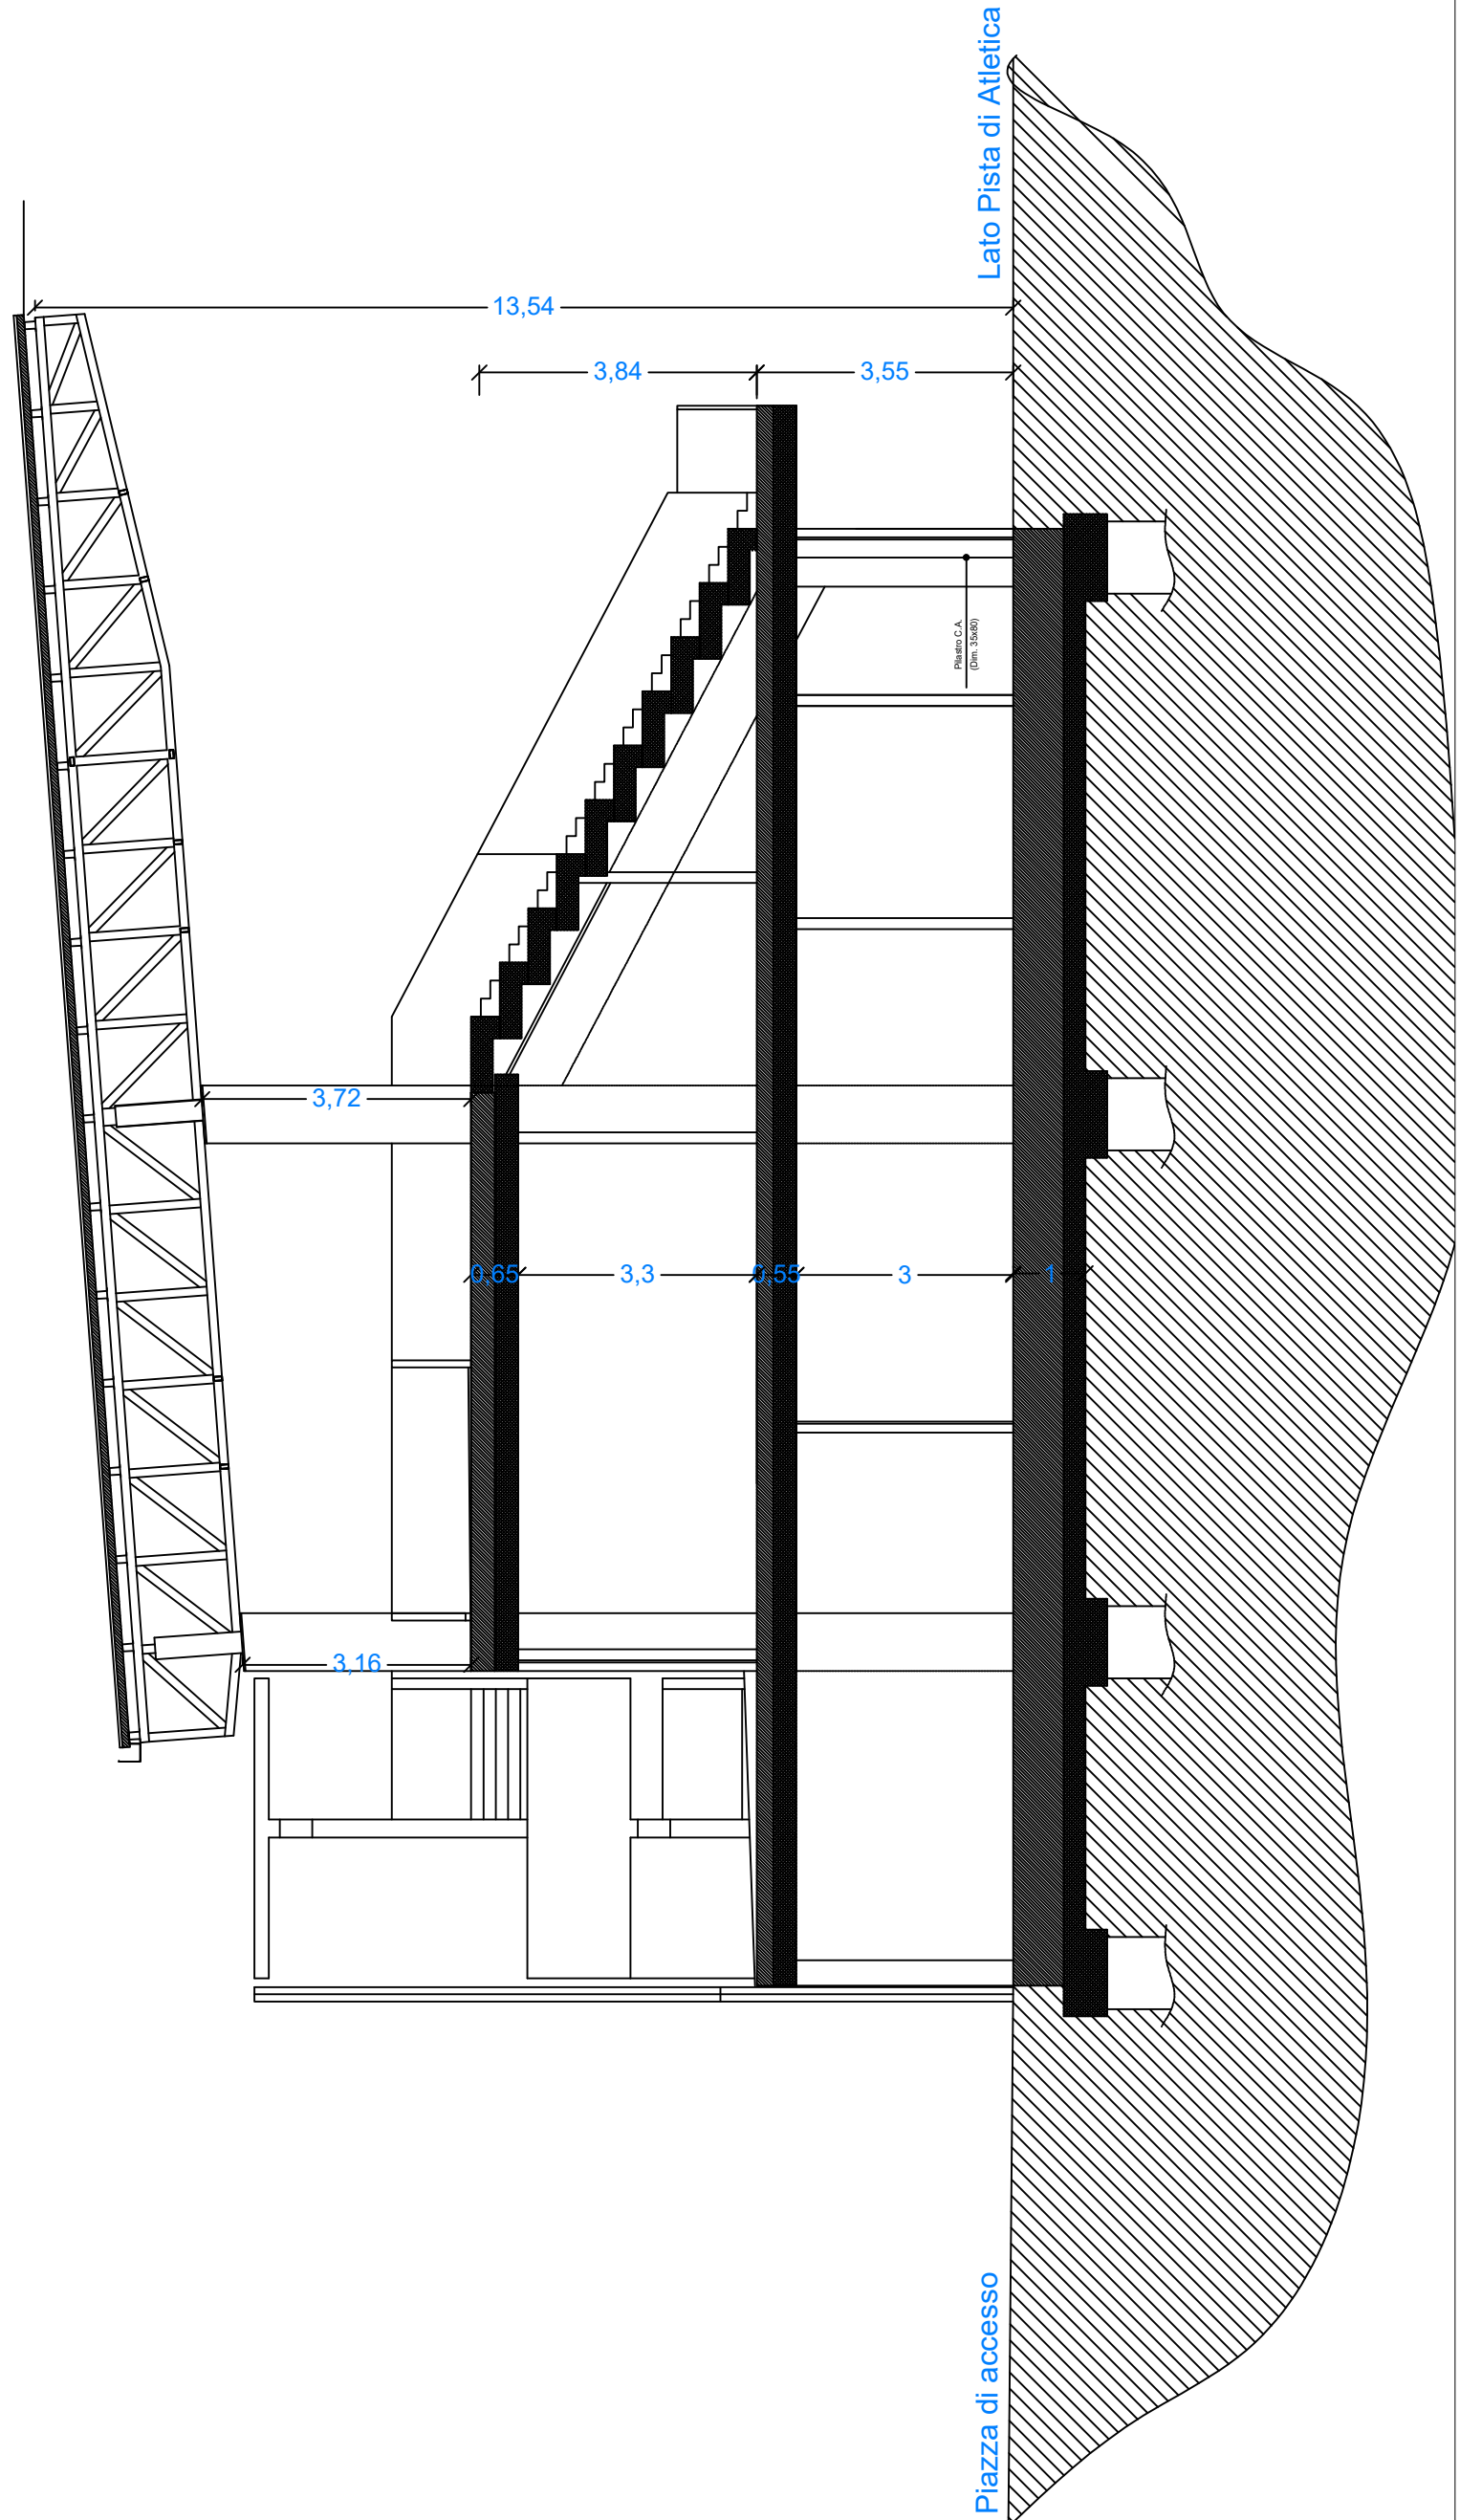 Lato Pista di Atletica
13,54
3,84
3,55
Pilastro C.A.
(Dim. 35x80)
3,72
0,65
3,3
0,55
3
1
3,16
Piazza di accesso